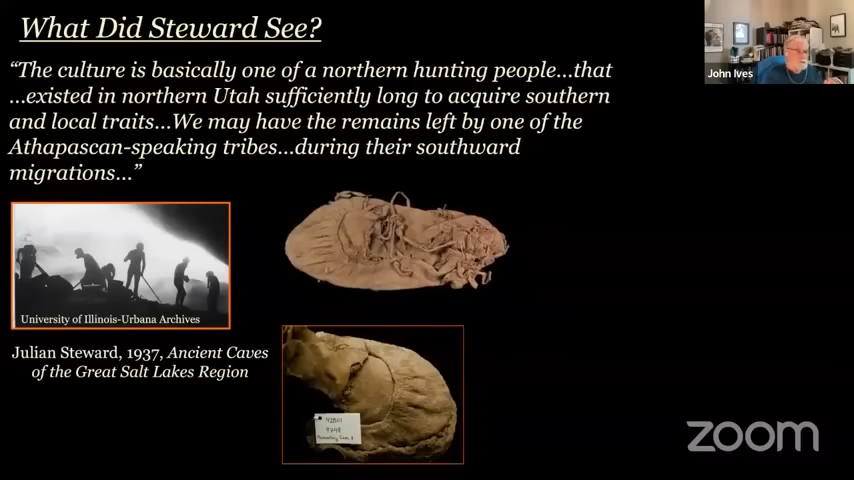 What Did Steward See?
“The culture is basically one of a northern hunting people...that
...existed in northern Utah sufficiently long to acquire southern
and local traits...We may have the remains left by one of the
Athapascan-speaking tribes...during their southward
migrations...”
John Ives
University of Illinois-Urbana Archives
Julian Steward, 1937, Ancient Caves
of the Great Salt Lakes Region
zoom